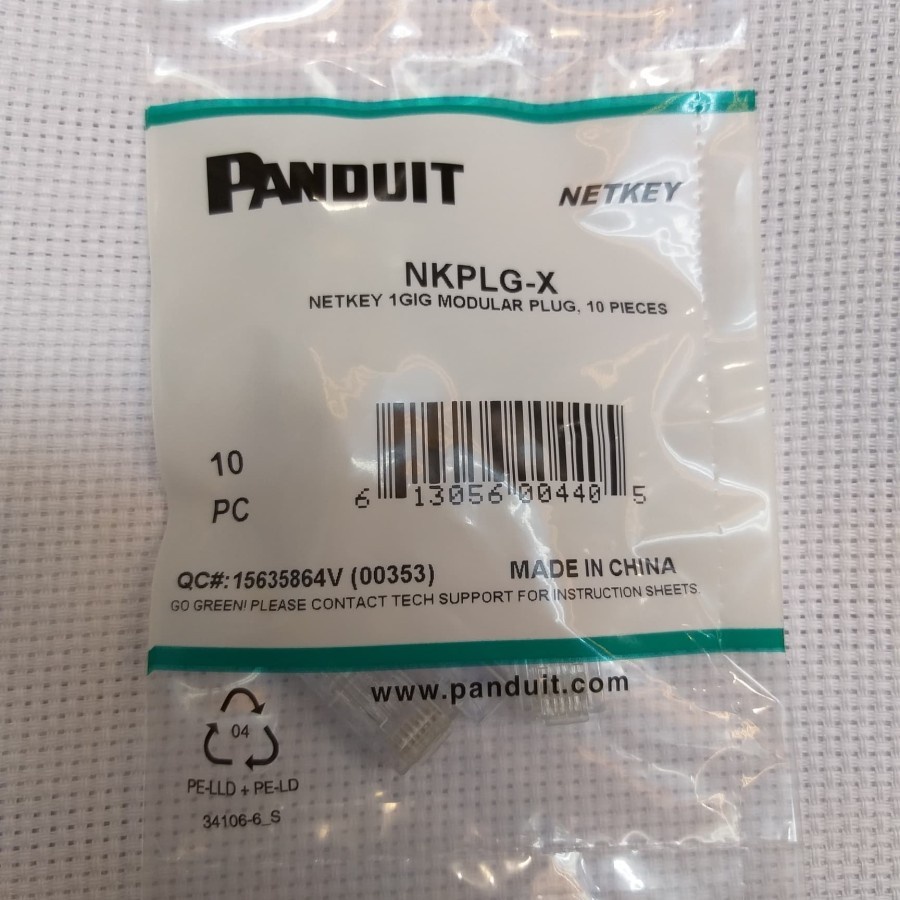 PANDUIT
NETKEY
NKPLG-X
NETKEY 1GIG MODULAR PLUG, 10 PIECES
10
PC
6 13056 00440 5
QC#:15635864V (00353)
MADE IN CHINA
GO GREEN! PLEASE CONTACT TECH SUPPORT FOR INSTRUCTION SHEETS.
www.panduit.com
04
PE-LLD + PE-LD
34106-6_S